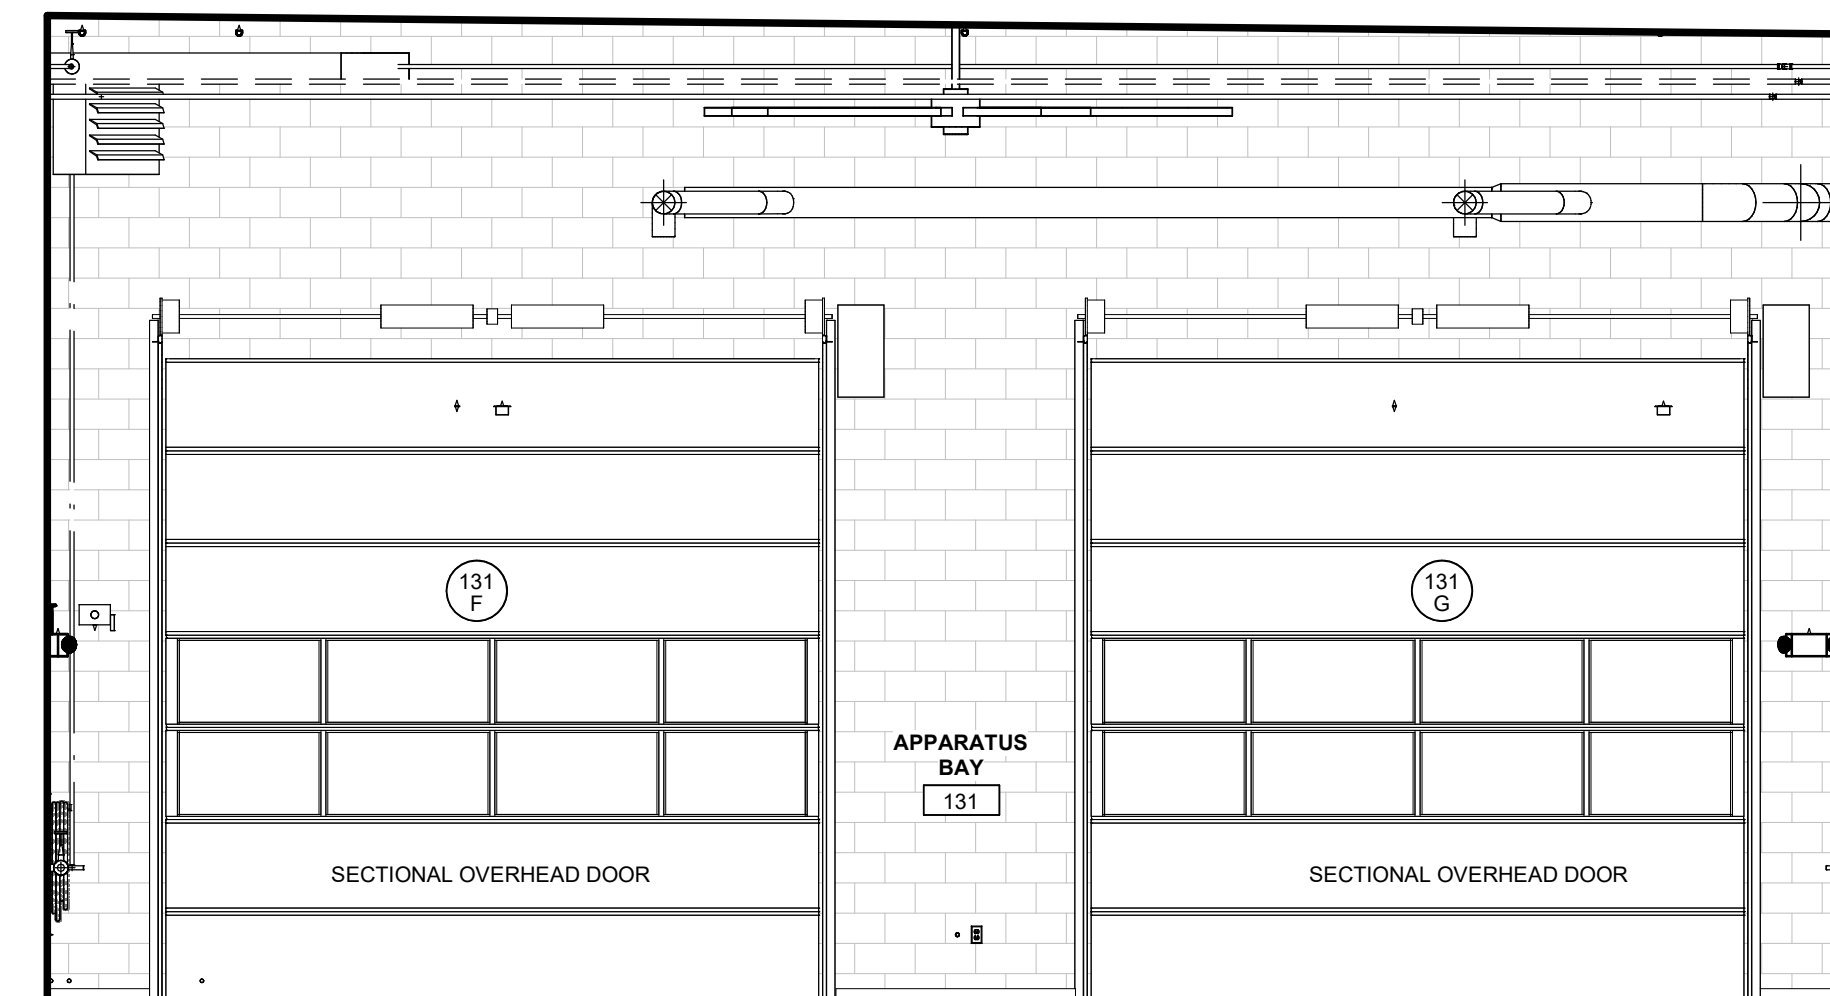 131
F
131
G
APPARATUS
BAY
131
SECTIONAL OVERHEAD DOOR
SECTIONAL OVERHEAD DOOR